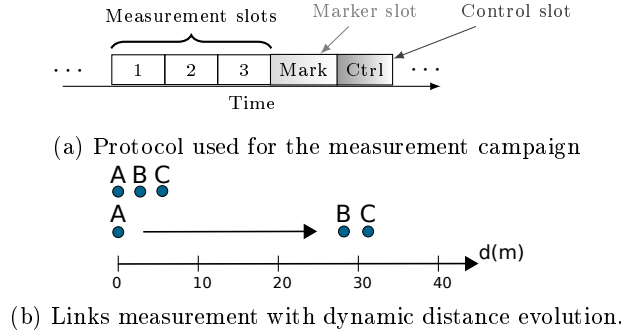 Measurement slots
Marker slot
Control slot
... 1 2 3 Mark Ctrl ...
Time
(a) Protocol used for the measurement campaign
A B C
A B C
d(m)
0 10 20 30 40
(b) Links measurement with dynamic distance evolution.